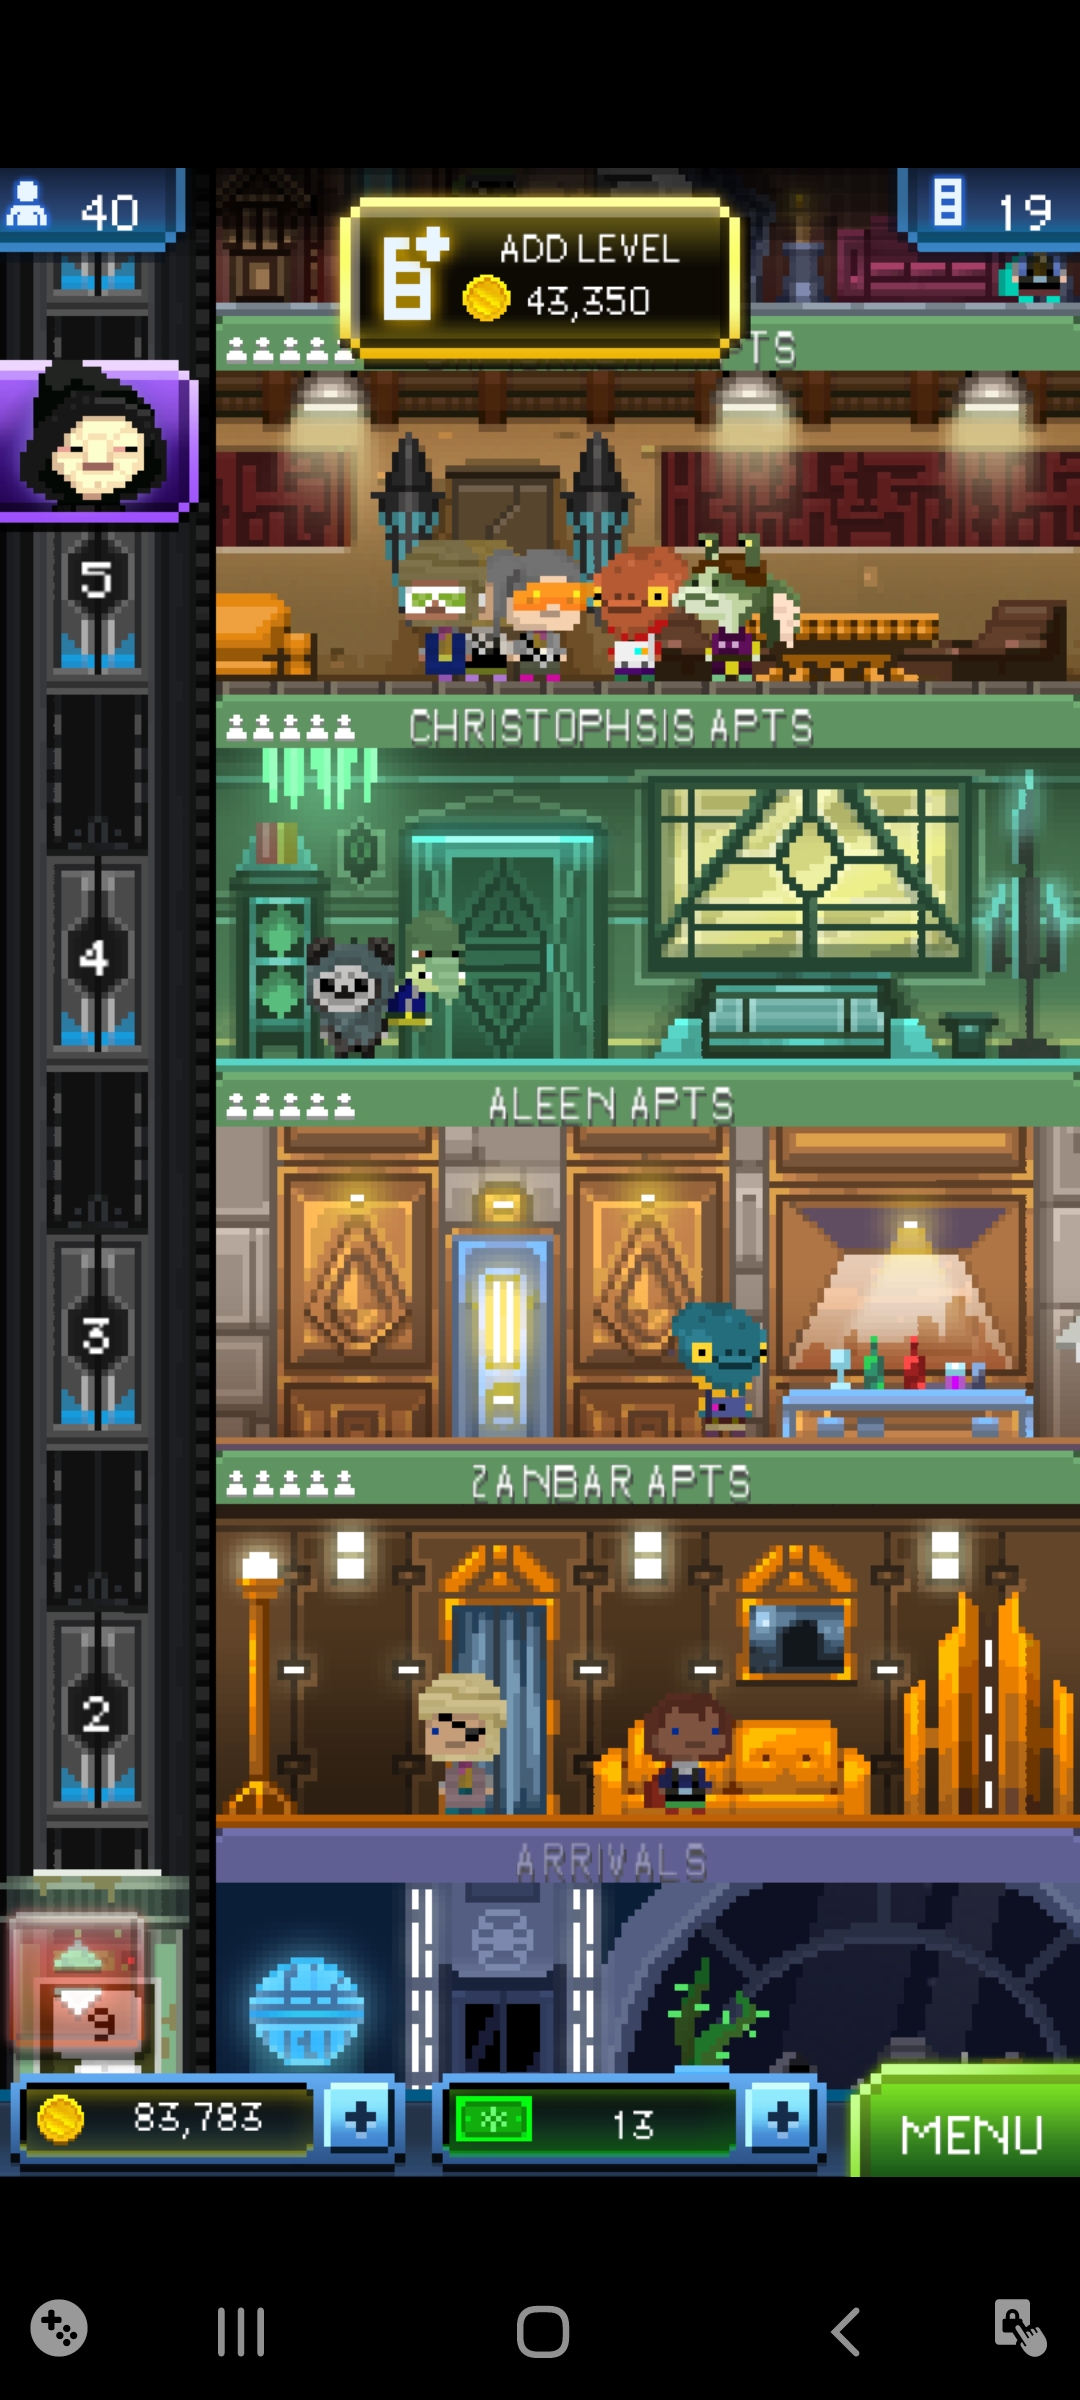 40
19
ADD LEVEL
43,350
TS
5
CHRISTOPHSIS APTS
4
ALEEN APTS
3
ZANBAR APTS
2
ARRIVALS
9
83,783
13
MENU